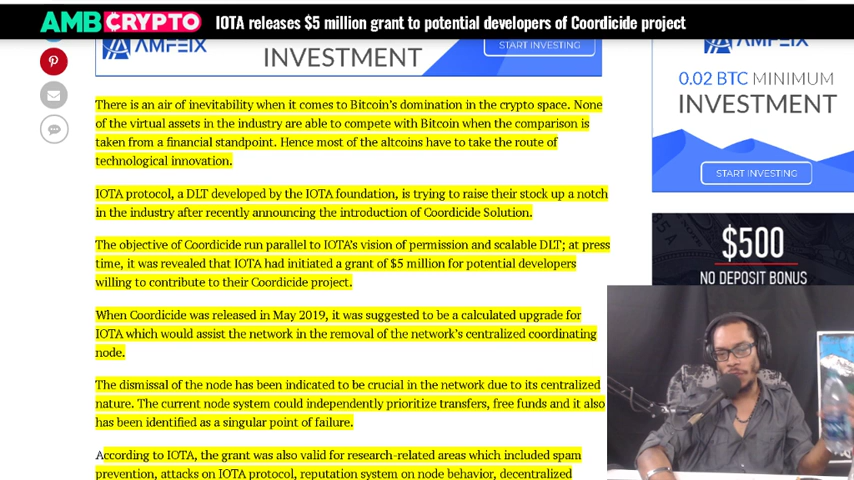 AMBCRYPTO IOTA releases $5 million grant to potential developers of Coordicide project
AMFEIX
INVESTMENT
START INVESTING
There is an air of inevitability when it comes to Bitcoin's domination in the crypto space. None
of the virtual assets in the industry are able to compete with Bitcoin when the comparison is
taken from a financial standpoint. Hence most of the altcoins have to take the route of
technological innovation.
IOTA protocol, a DLT developed by the IOTA foundation, is trying to raise their stock up a notch
in the industry after recently announcing the introduction of Coordicide Solution.
The objective of Coordicide run parallel to IOTA's vision of permission and scalable DLT; at press
time, it was revealed that IOTA had initiated a grant of $5 million for potential developers
willing to contribute to their Coordicide project.
When Coordicide was released in May 2019, it was suggested to be a calculated upgrade for
IOTA which would assist the network in the removal of the network's centralized coordinating
node.
The dismissal of the node has been indicated to be crucial in the network due to its centralized
nature. The current node system could independently prioritize transfers, free funds and it also
has been identified as a singular point of failure.
According to IOTA, the grant was also valid for research-related areas which included spam
prevention, attacks on IOTA protocol, reputation system on node behavior, decentralized
AMFEIX
0.02 BTC MINIMUM
INVESTMENT
START INVESTING
$500
NO DEPOSIT BONUS